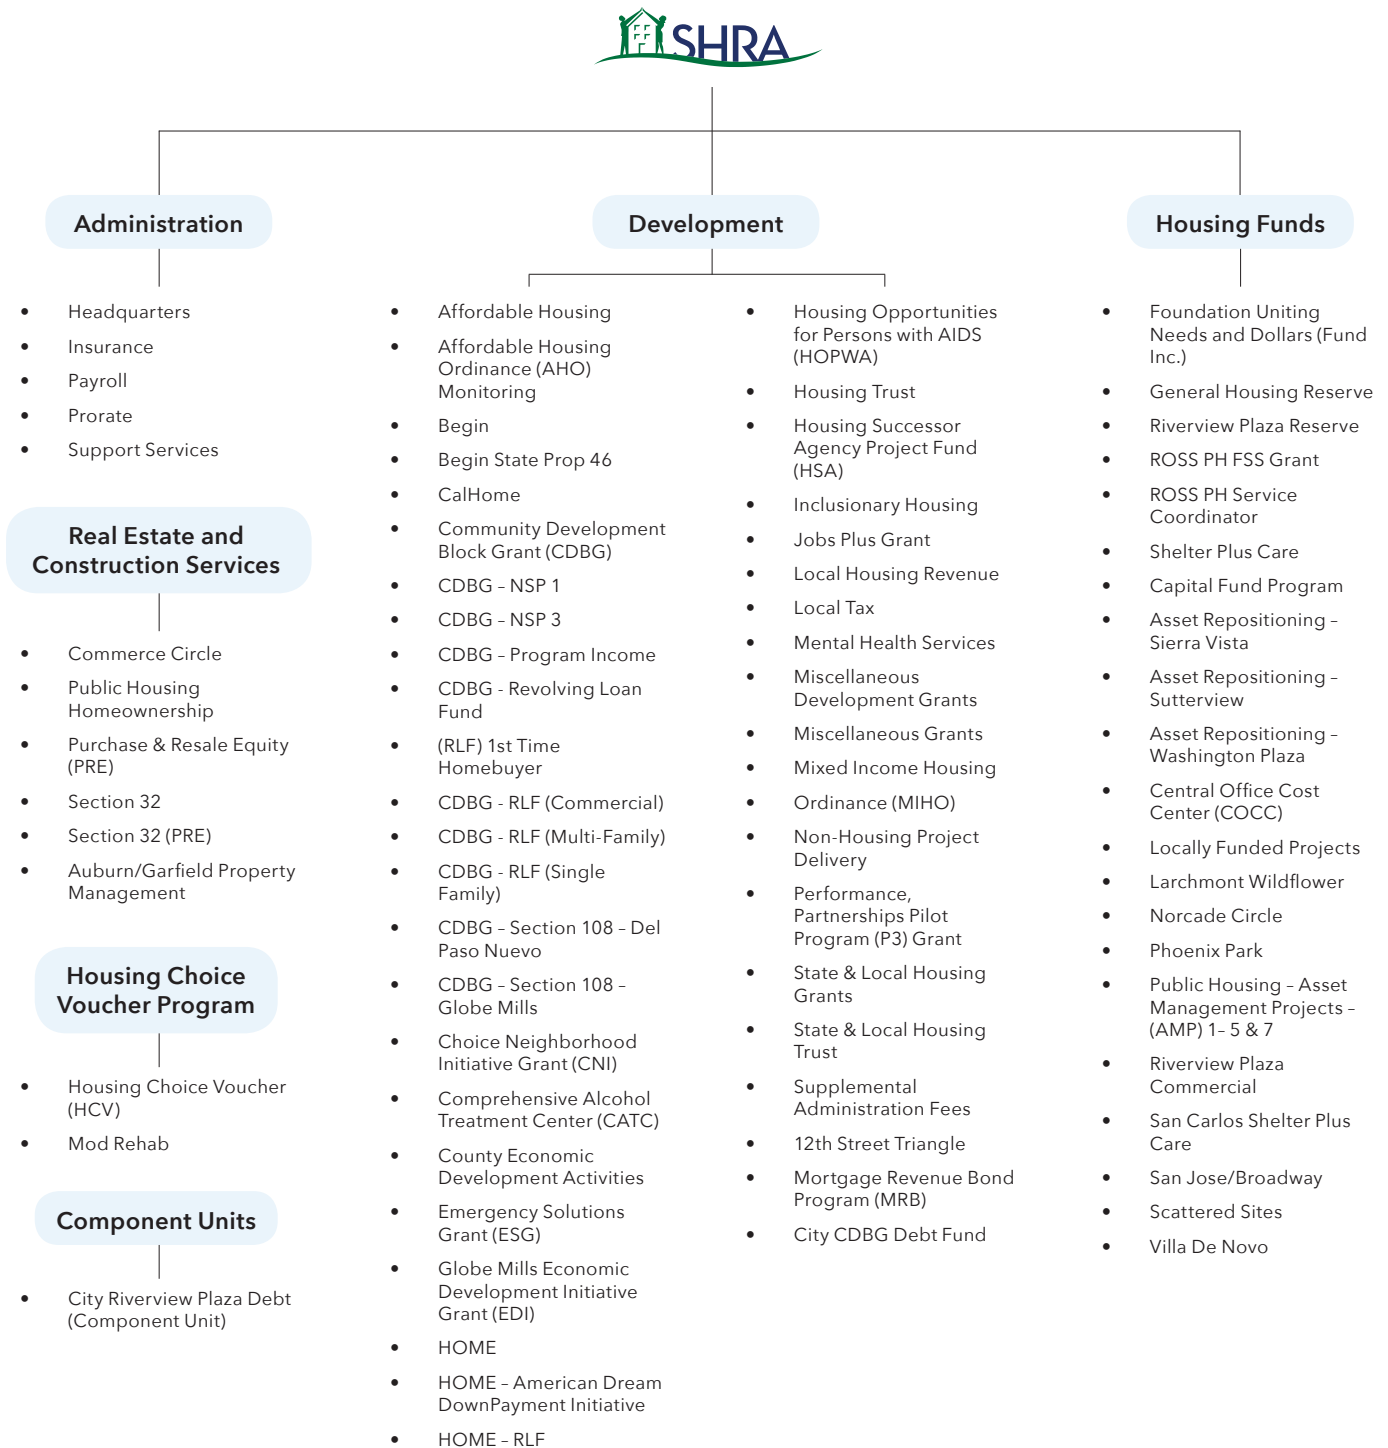 SHRA
Administration
• Headquarters
• Insurance
• Payroll
• Prorate
• Support Services
Real Estate and
Construction Services
• Commerce Circle
• Public Housing
Homeownership
• Purchase & Resale Equity
(PRE)
• Section 32
• Section 32 (PRE)
• Auburn/Garfield Property
Management
Housing Choice
Voucher Program
• Housing Choice Voucher
(HCV)
• Mod Rehab
Component Units
• City Riverview Plaza Debt
(Component Unit)
Development
• Affordable Housing
• Affordable Housing
Ordinance (AHO)
Monitoring
• Begin
• Begin State Prop 46
• CalHome
• Community Development
Block Grant (CDBG)
• CDBG – NSP 1
• CDBG – NSP 3
• CDBG – Program Income
• CDBG - Revolving Loan
Fund
• (RLF) 1st Time
Homebuyer
• CDBG - RLF (Commercial)
• CDBG - RLF (Multi-Family)
• CDBG - RLF (Single
Family)
• CDBG – Section 108 – Del
Paso Nuevo
• CDBG – Section 108 –
Globe Mills
• Choice Neighborhood
Initiative Grant (CNI)
• Comprehensive Alcohol
Treatment Center (CATC)
• County Economic
Development Activities
• Emergency Solutions
Grant (ESG)
• Globe Mills Economic
Development Initiative
Grant (EDI)
• HOME
• HOME – American Dream
DownPayment Initiative
• HOME – RLF
• Housing Opportunities
for Persons with AIDS
(HOPWA)
• Housing Trust
• Housing Successor
Agency Project Fund
(HSA)
• Inclusionary Housing
• Jobs Plus Grant
• Local Housing Revenue
• Local Tax
• Mental Health Services
• Miscellaneous
Development Grants
• Miscellaneous Grants
• Mixed Income Housing
• Ordinance (MIHO)
• Non-Housing Project
Delivery
• Performance,
Partnerships Pilot
Program (P3) Grant
• State & Local Housing
Grants
• State & Local Housing
Trust
• Supplemental
Administration Fees
• 12th Street Triangle
• Mortgage Revenue Bond
Program (MRB)
• City CDBG Debt Fund
Housing Funds
• Foundation Uniting
Needs and Dollars (Fund
Inc.)
• General Housing Reserve
• Riverview Plaza Reserve
• ROSS PH FSS Grant
• ROSS PH Service
Coordinator
• Shelter Plus Care
• Capital Fund Program
• Asset Repositioning –
Sierra Vista
• Asset Repositioning –
Sutterview
• Asset Repositioning –
Washington Plaza
• Central Office Cost
Center (COCC)
• Locally Funded Projects
• Larchmont Wildflower
• Norcade Circle
• Phoenix Park
• Public Housing – Asset
Management Projects –
(AMP) 1– 5 & 7
• Riverview Plaza
Commercial
• San Carlos Shelter Plus
Care
• San Jose/Broadway
• Scattered Sites
• Villa De Novo